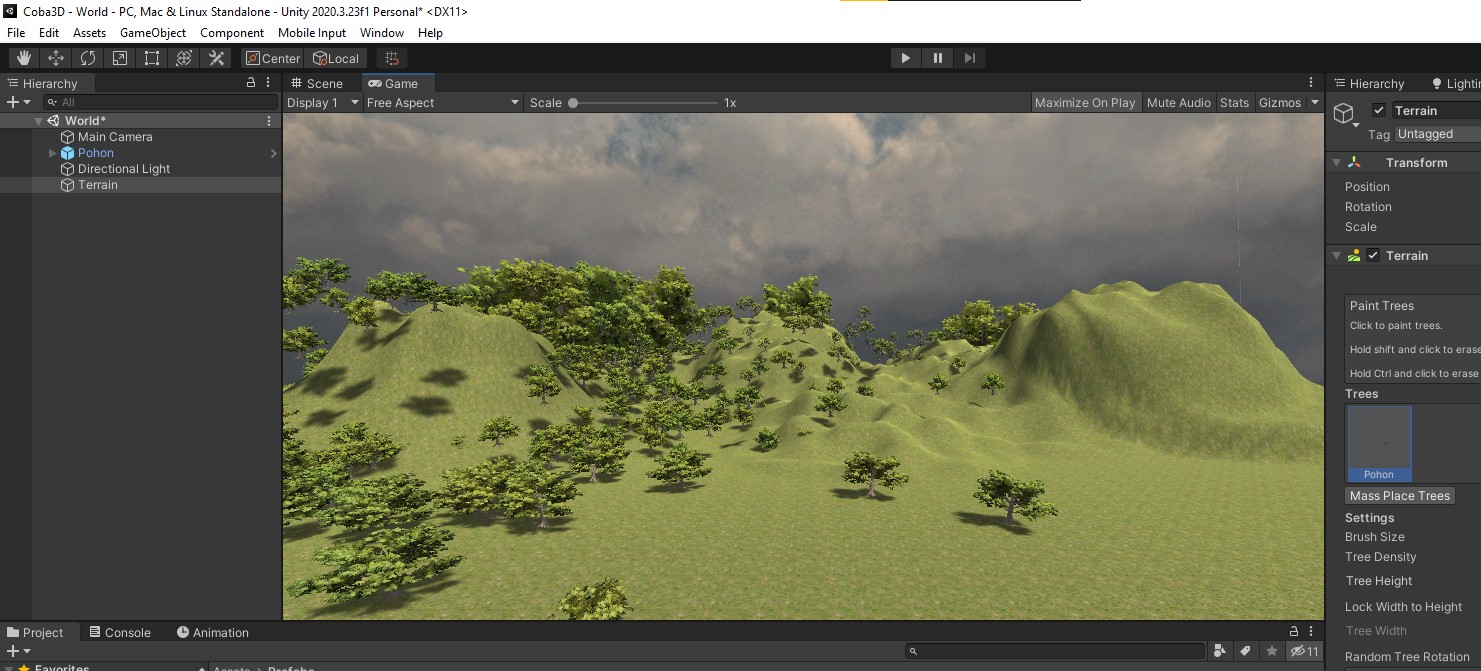 Coba3D - World - PC, Mac & Linux Standalone - Unity 2020.3.23f1 Personal* <DX11>
File Edit Assets GameObject Component Mobile Input Window Help
Center Local
Hierarchy
All
World*
Main Camera
Pohon
Directional Light
Terrain
Scene Game
Display 1 Free Aspect Scale 1x Maximize On Play Mute Audio Stats Gizmos
Hierarchy
Terrain
Tag Untagged
Transform
Position
Rotation
Scale
Terrain
Paint Trees
Click to paint trees.
Hold shift and click to erase
Hold Ctrl and click to erase
Trees
Pohon
Mass Place Trees
Settings
Brush Size
Tree Density
Tree Height
Lock Width to Height
Tree Width
Random Tree Rotation
Project Console Animation
11
Favorites
Assets > Prefabs